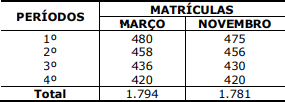 PERÍODOS MATRÍCULAS
MARÇO NOVEMBRO
1º 480 475
2º 458 456
3º 436 430
4º 420 420
Total 1.794 1.781